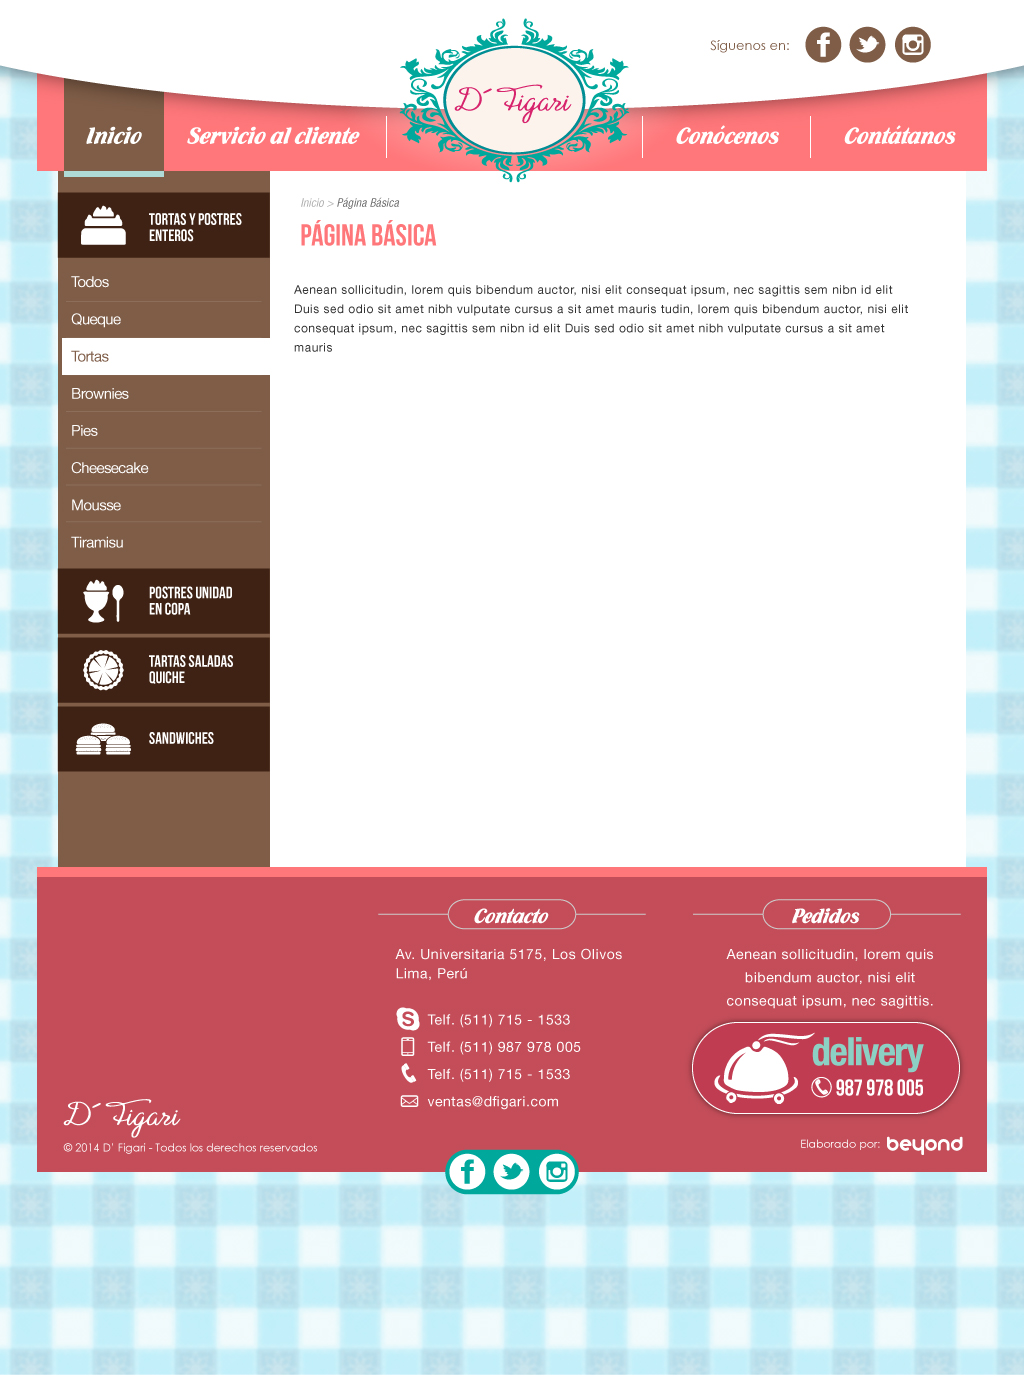 Síguenos en:
D´ Figari
Inicio
Servicio al cliente
Conócenos
Contátanos
Inicio > Página Básica
PÁGINA BÁSICA
TORTAS Y POSTRES
ENTEROS
Todos
Queque
Tortas
Brownies
Pies
Cheesecake
Mousse
Tiramisu
POSTRES UNIDAD
EN COPA
TARTAS SALADAS
QUICHE
SANDWICHES
Aenean sollicitudin, lorem quis bibendum auctor, nisi elit consequat ipsum, nec sagittis sem nibn id elit
Duis sed odio sit amet nibh vulputate cursus a sit amet mauris tudin, lorem quis bibendum auctor, nisi elit
consequat ipsum, nec sagittis sem nibn id elit Duis sed odio sit amet nibh vulputate cursus a sit amet
mauris
Contacto
Av. Universitaria 5175, Los Olivos
Lima, Perú
Telf. (511) 715 - 1533
Telf. (511) 987 978 005
Telf. (511) 715 - 1533
ventas@dfigari.com
Pedidos
Aenean sollicitudin, lorem quis
bibendum auctor, nisi elit
consequat ipsum, nec sagittis.
delivery
987 978 005
D´ Figari
© 2014 D' Figari - Todos los derechos reservados
Elaborado por: beyond